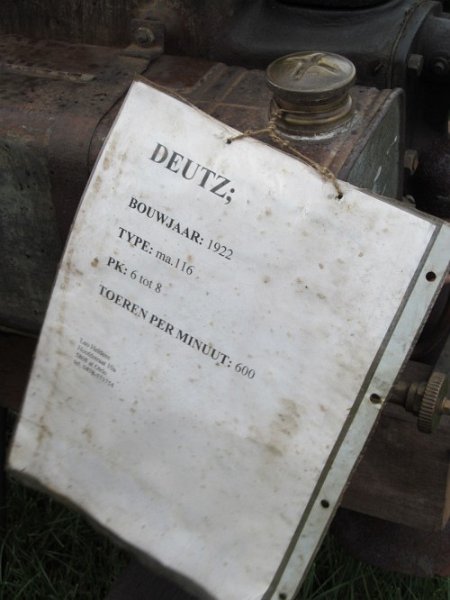 DEUTZ;
BOUWJAAR: 1922
TYPE: ma.116
PK: 6 tot 8
TOEREN PER MINUUT: 600